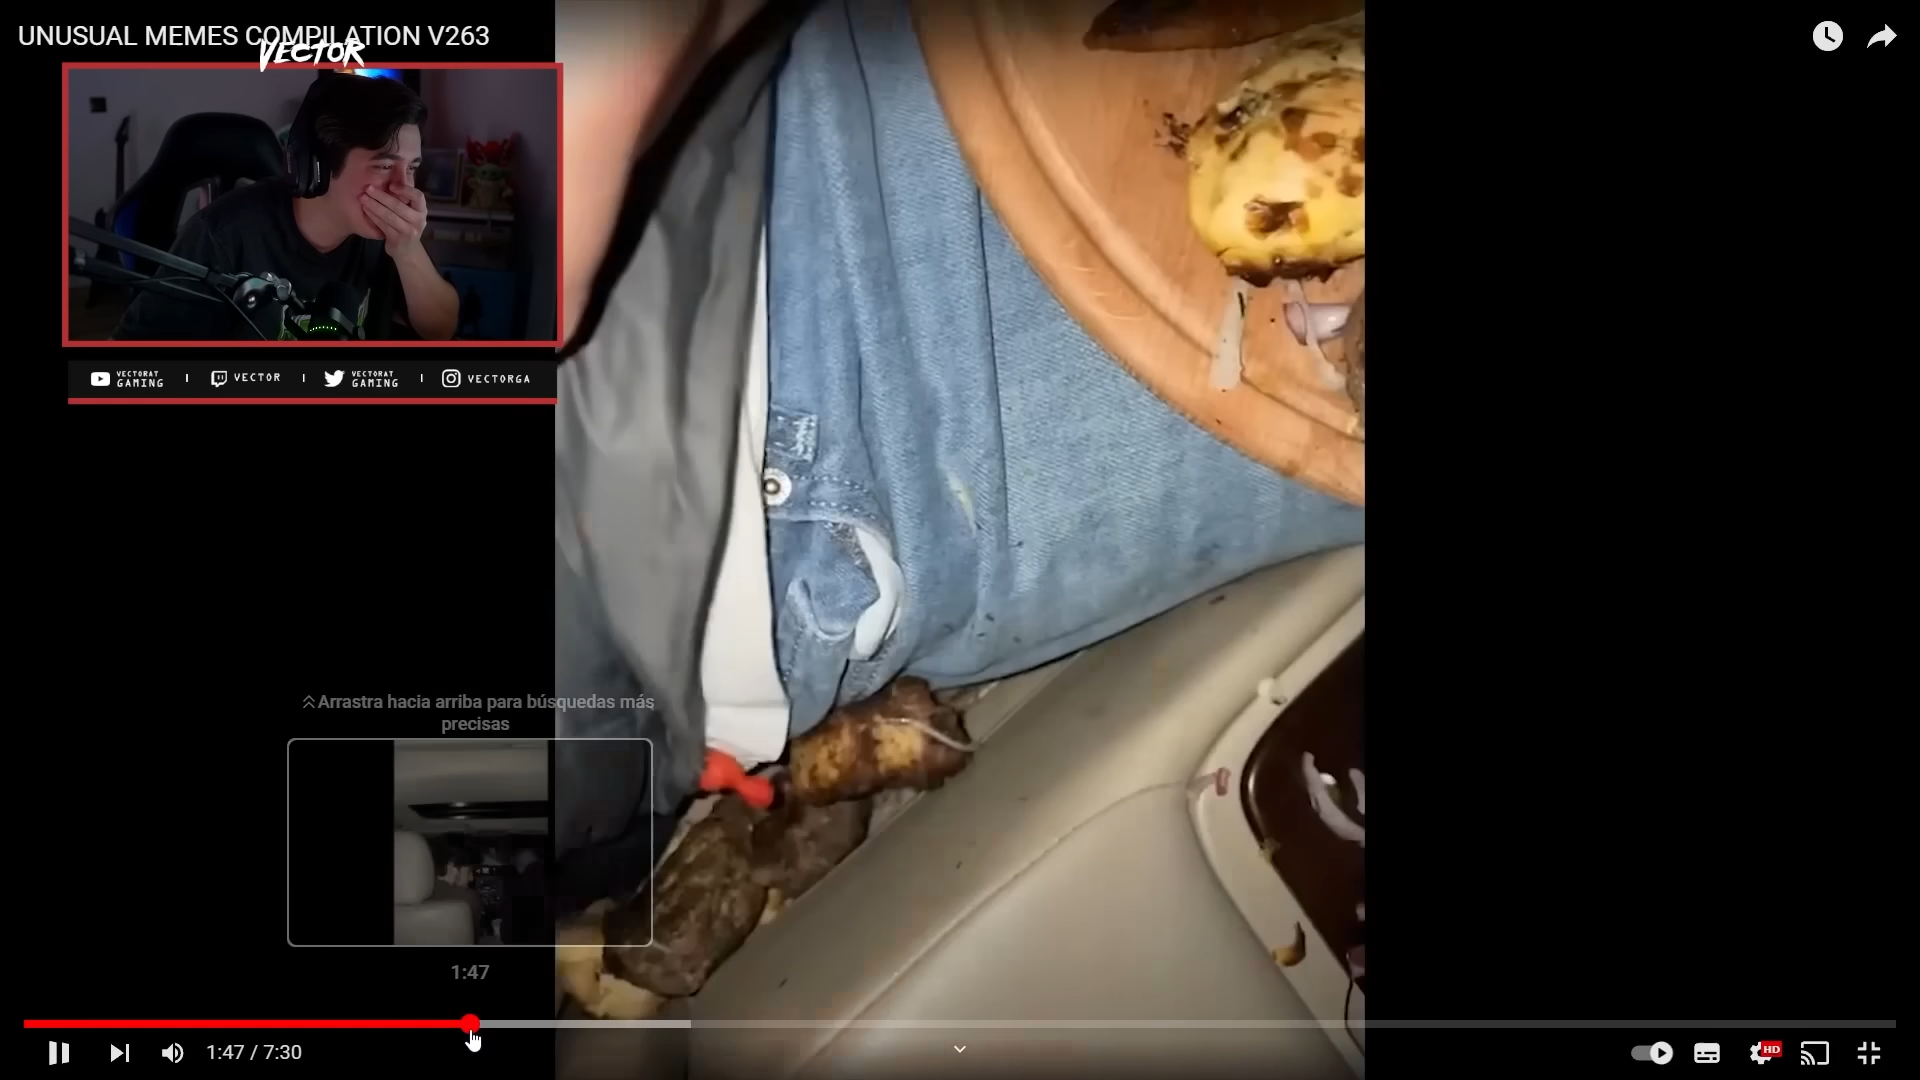 UNUSUAL MEMES COMPILATION V263
VECTOR
VECTORAT GAMING | VECTOR | VECTORAT GAMING | VECTORGA
Arrastra hacia arriba para búsquedas más
precisas
1:47
1:47 / 7:30
HD